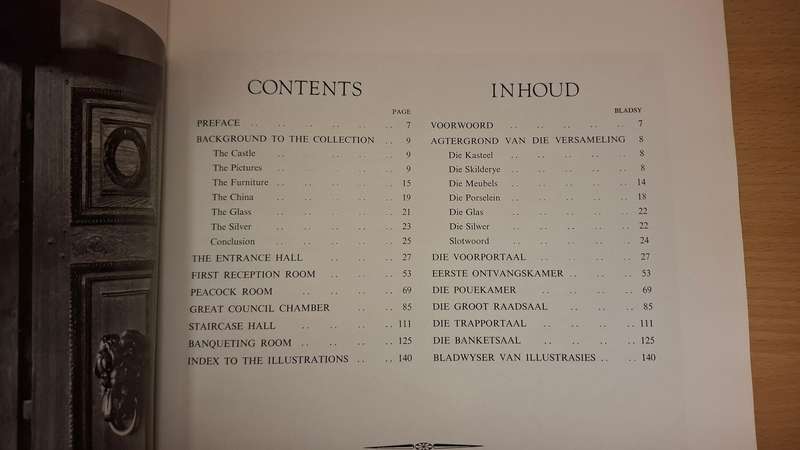 CONTENTS
PAGE
PREFACE .. .. .. .. .. .. 7
BACKGROUND TO THE COLLECTION .. 9
The Castle .. .. .. .. .. 9
The Pictures .. .. .. .. .. 9
The Furniture .. .. .. .. .. 15
The China .. .. .. .. .. 19
The Glass .. .. .. .. .. 21
The Silver .. .. .. .. .. 23
Conclusion .. .. .. .. .. 25
THE ENTRANCE HALL .. .. .. 27
FIRST RECEPTION ROOM .. .. .. 53
PEACOCK ROOM .. .. .. .. 69
GREAT COUNCIL CHAMBER .. .. .. 85
STAIRCASE HALL .. .. .. .. 111
BANQUETING ROOM .. .. .. .. 125
INDEX TO THE ILLUSTRATIONS .. .. 140
INHOUD
BLADSY
VOORWOORD .. .. .. .. .. 7
AGTERGROND VAN DIE VERSAMELING 8
Die Kasteel .. .. .. .. .. 8
Die Skilderye .. .. .. .. .. 8
Die Meubels .. .. .. .. .. 14
Die Porselein .. .. .. .. .. 18
Die Glas .. .. .. .. .. 22
Die Silwer .. .. .. .. .. 22
Slotwoord .. .. .. .. .. 24
DIE VOORPORTAAL .. .. .. .. 27
EERSTE ONTVANGSKAMER .. .. .. 53
DIE POUEKAMER .. .. .. .. 69
DIE GROOT RAADSAAL .. .. .. 85
DIE TRAPPORTAAL .. .. .. .. 111
DIE BANKETSAAL .. .. .. .. 125
BLADWYSER VAN ILLUSTRASIES .. .. 140